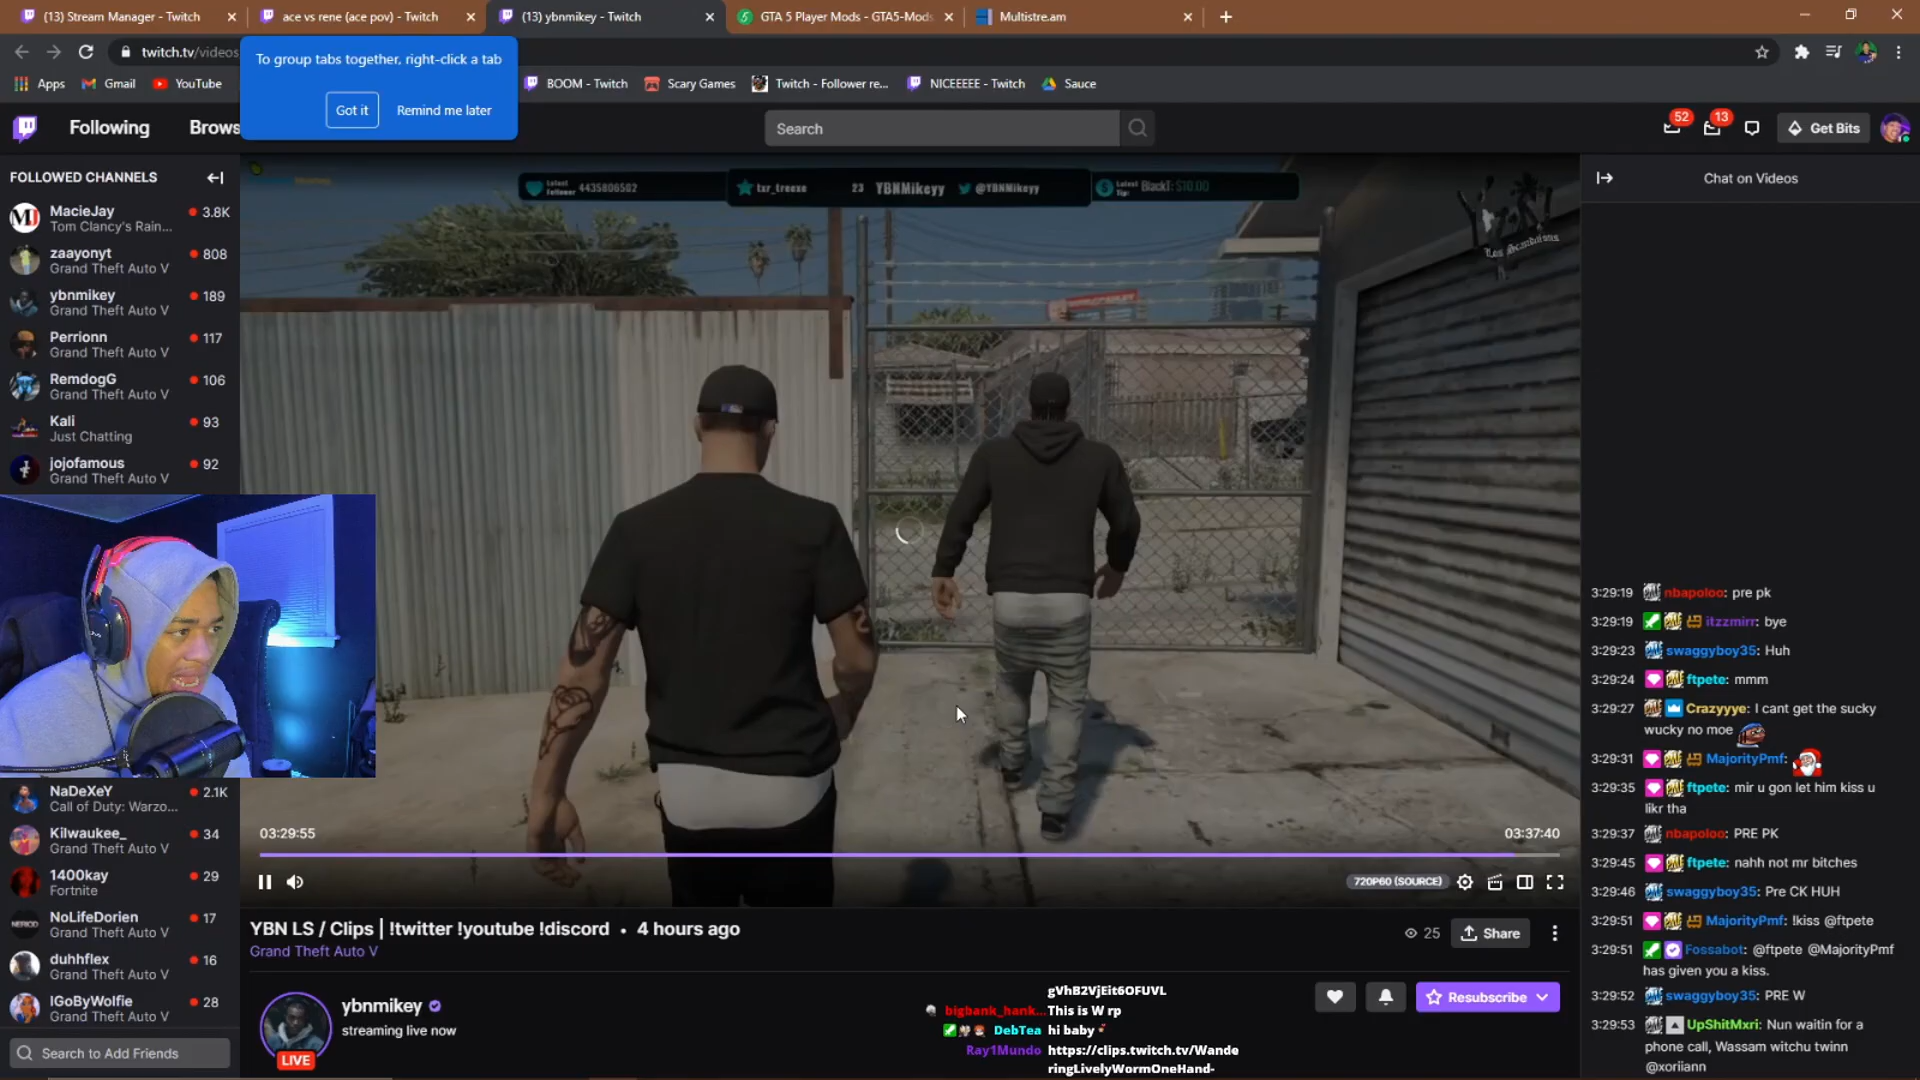 (13) Stream Manager - Twitch
ace vs rene (ace pov) - Twitch
(13) ybnmikey - Twitch
GTA 5 Player Mods - GTA5-Mods
Multistre.am
twitch.tv/videos
To group tabs together, right-click a tab
Got it
Remind me later
Apps
Gmail
YouTube
BOOM - Twitch
Scary Games
Twitch - Follower re...
NICEEEEE - Twitch
Sauce
Following
Brows
Search
52
13
Get Bits
FOLLOWED CHANNELS
MacieJay 3.8K
Tom Clancy's Rain...
zaayonyt 808
Grand Theft Auto V
ybnmikey 189
Grand Theft Auto V
Perrionn 117
Grand Theft Auto V
RemdogG 106
Grand Theft Auto V
Kali 93
Just Chatting
jojofamous 92
Grand Theft Auto V
NaDeXeY 2.1K
Call of Duty: Warzo...
Kilwaukee_ 34
Grand Theft Auto V
1400kay 29
Fortnite
NoLifeDorien 17
Grand Theft Auto V
duhhflex 16
Grand Theft Auto V
IGoByWolfie 28
Grand Theft Auto V
Search to Add Friends
Latest Follower 4435806502
txr_treexe 23 YBNMikeyy @YBNMikeyy
Latest Tip: BlackT: $10.00
Los Scandalous
03:29:55
03:37:40
720P60 (SOURCE)
YBN LS / Clips | !twitter !youtube !discord • 4 hours ago
Grand Theft Auto V
25
Share
ybnmikey
streaming live now
LIVE
Resubscribe
gVhB2VjEit6OFUVL
bigbank_hank... This is W rp
DebTea hi baby
Ray1Mundo https://clips.twitch.tv/Wande
ringLivelyWormOneHand-
Chat on Videos
3:29:19 nbapoloo: pre pk
3:29:19 itzzmirr: bye
3:29:23 swaggyboy35: Huh
3:29:24 ftpete: mmm
3:29:27 Crazyyye: I cant get the sucky
wucky no moe
3:29:31 MajorityPmf:
3:29:35 ftpete: mir u gon let him kiss u
likr tha
3:29:37 nbapoloo: PRE PK
3:29:45 ftpete: nahh not mr bitches
3:29:46 swaggyboy35: Pre CK HUH
3:29:51 MajorityPmf: !kiss @ftpete
3:29:51 Fossabot: @ftpete @MajorityPmf
has given you a kiss.
3:29:52 swaggyboy35: PRE W
3:29:53 UpShitMxri: Nun waitin for a
phone call, Wassam witchu twinn
@xoriiann